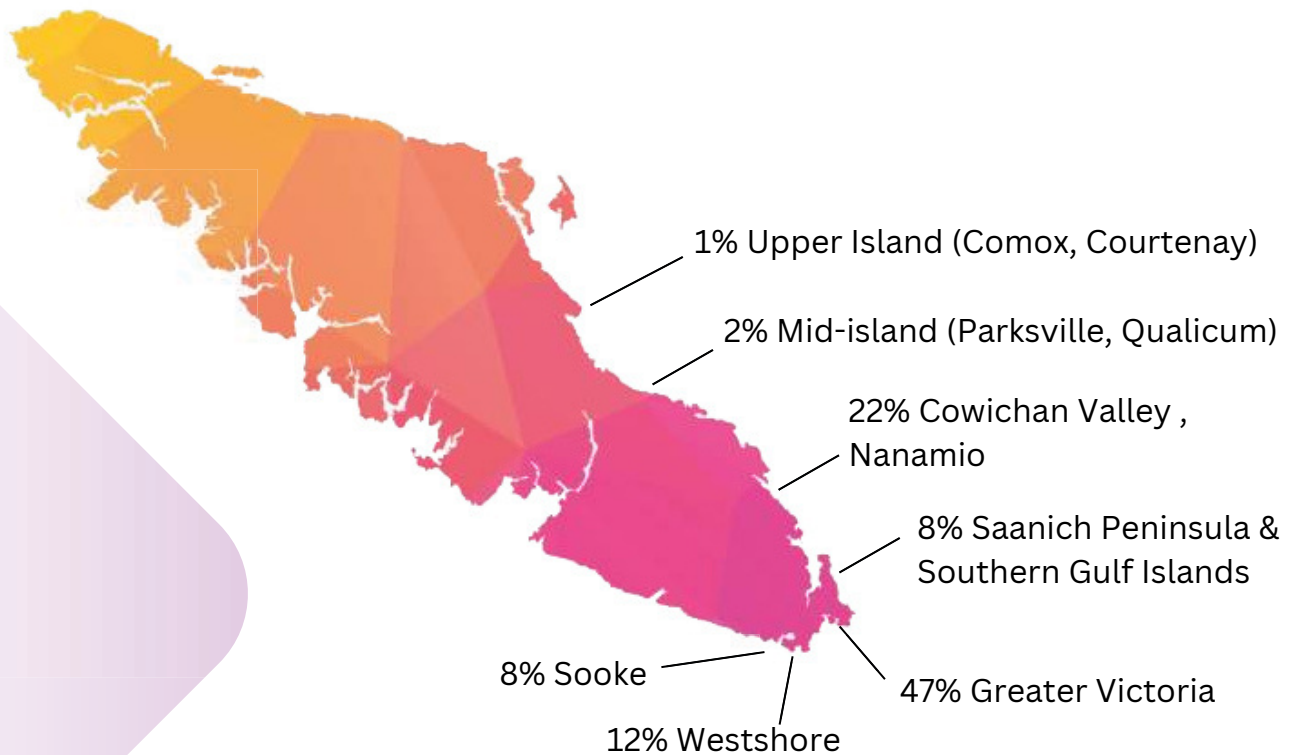 1% Upper Island (Comox, Courtenay)
2% Mid-island (Parksville, Qualicum)
22% Cowichan Valley ,
Nanamio
8% Saanich Peninsula &
Southern Gulf Islands
8% Sooke
47% Greater Victoria
12% Westshore